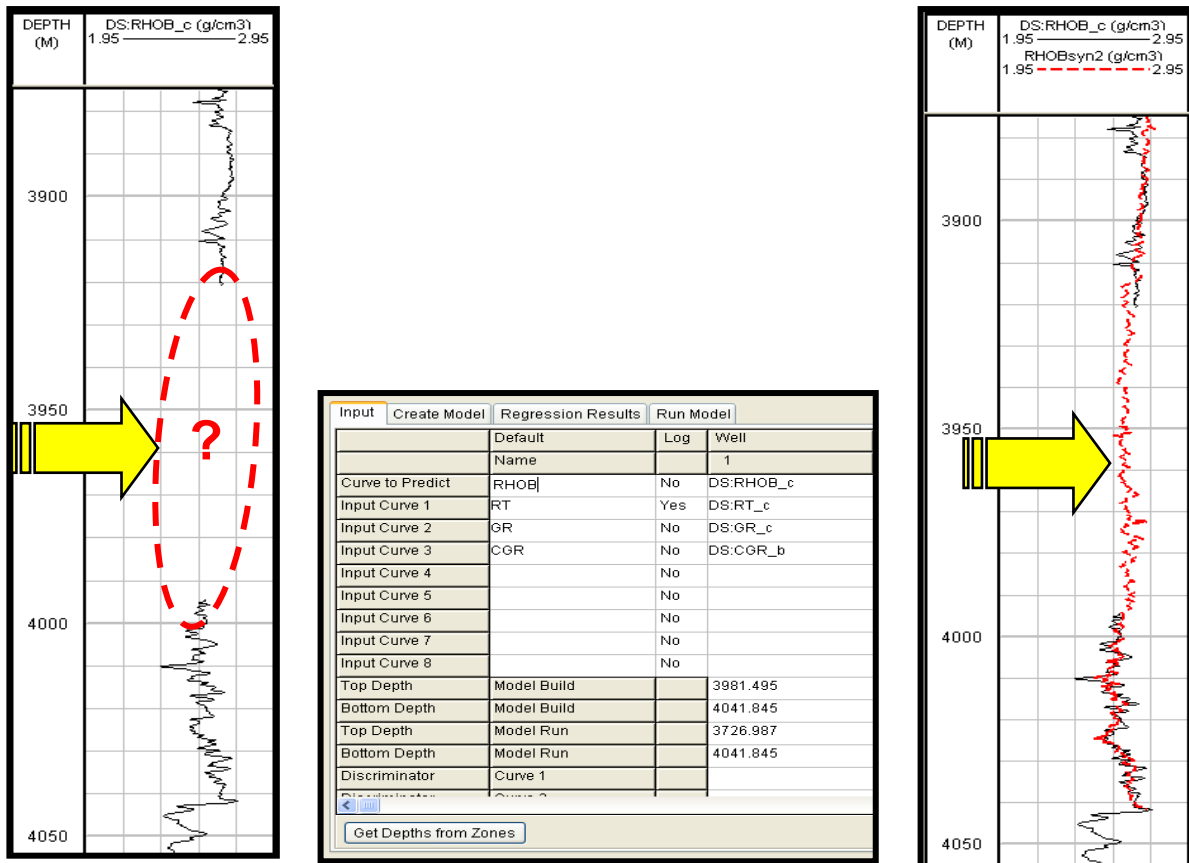 DEPTH
(M)
DS:RHOB_c (g/cm3)
1.95 2.95
3900
3950
4000
4050
?
Input Create Model Regression Results Run Model
Default Log Well
Name 1
Curve to Predict RHOB No DS:RHOB_c
Input Curve 1 RT Yes DS:RT_c
Input Curve 2 GR No DS:GR_c
Input Curve 3 CGR No DS:CGR_b
Input Curve 4 No
Input Curve 5 No
Input Curve 6 No
Input Curve 7 No
Input Curve 8 No
Top Depth Model Build 3981.495
Bottom Depth Model Build 4041.845
Top Depth Model Run 3726.987
Bottom Depth Model Run 4041.845
Discriminator Curve 1
Get Depths from Zones
DEPTH
(M)
DS:RHOB_c (g/cm3)
1.95 2.95
RHOBsyn2 (g/cm3)
1.95 2.95
3900
3950
4000
4050